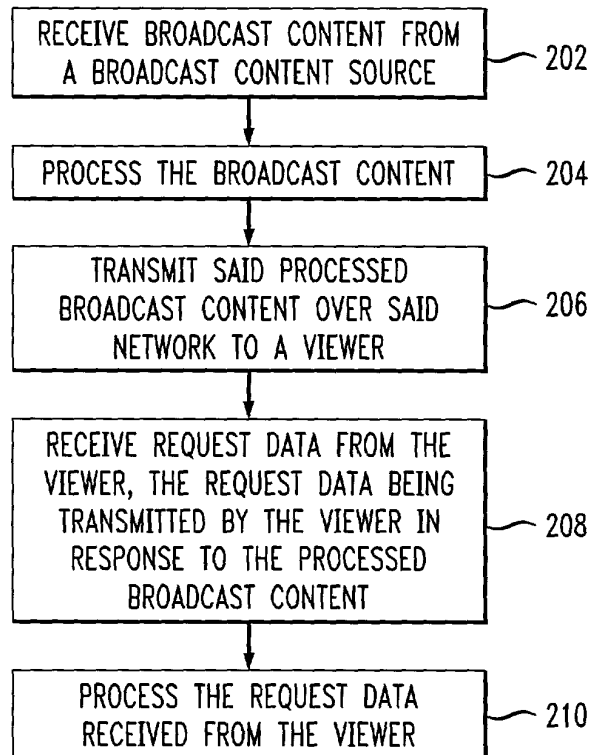 RECEIVE BROADCAST CONTENT FROM
A BROADCAST CONTENT SOURCE
202
PROCESS THE BROADCAST CONTENT
204
TRANSMIT SAID PROCESSED
BROADCAST CONTENT OVER SAID
NETWORK TO A VIEWER
206
RECEIVE REQUEST DATA FROM THE
VIEWER, THE REQUEST DATA BEING
TRANSMITTED BY THE VIEWER IN
RESPONSE TO THE PROCESSED
BROADCAST CONTENT
208
PROCESS THE REQUEST DATA
RECEIVED FROM THE VIEWER
210